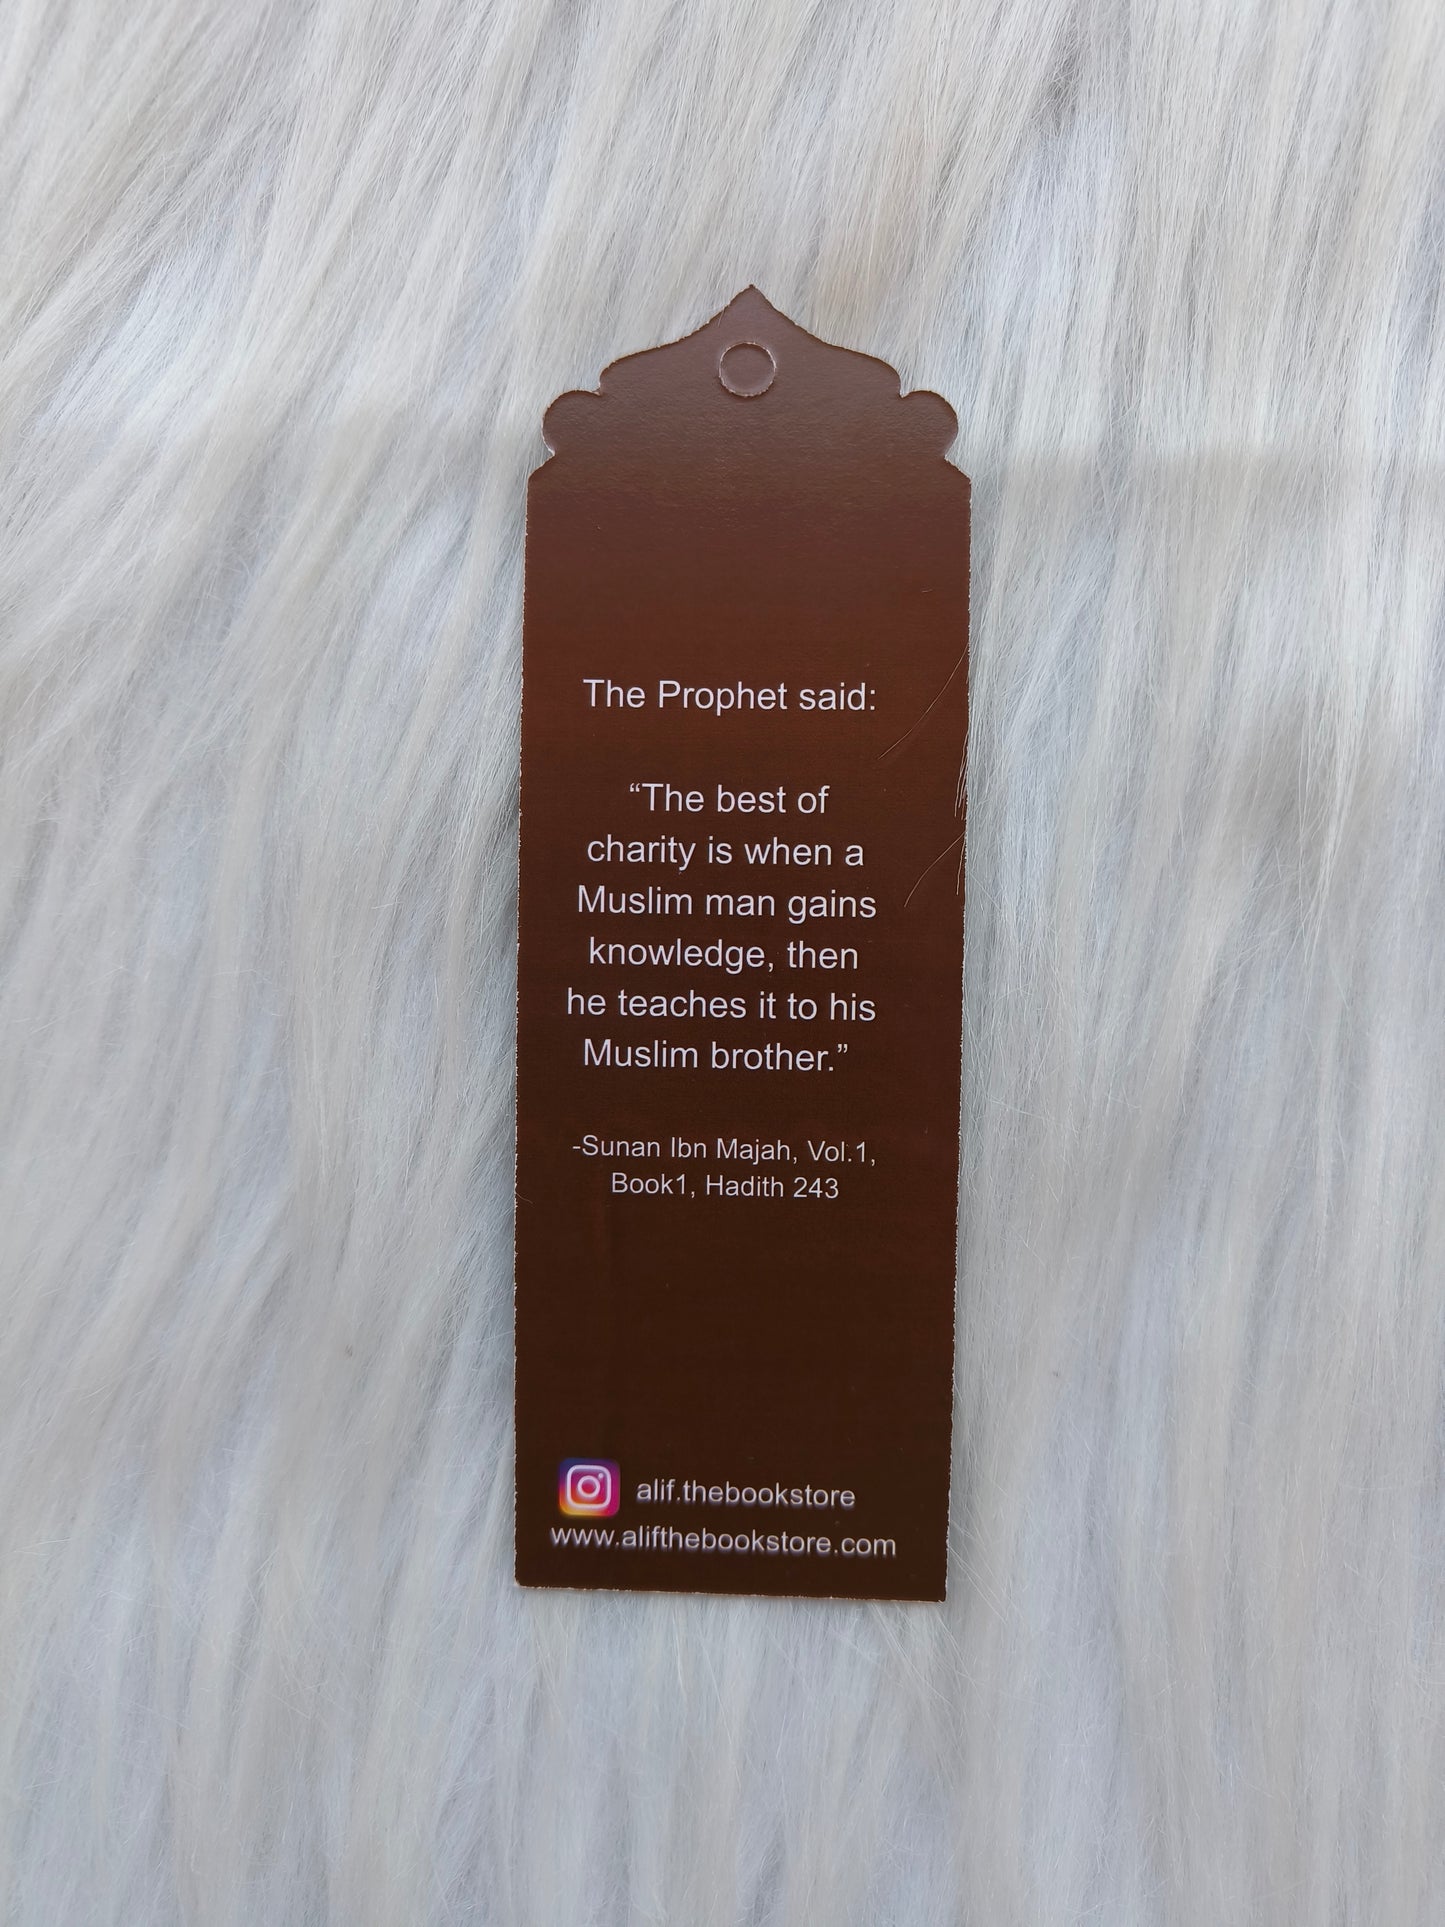 The Prophet said:
“The best of
charity is when a
Muslim man gains
knowledge, then
he teaches it to his
Muslim brother.”
-Sunan Ibn Majah, Vol.1,
Book1, Hadith 243
alif.thebookstore
www.alifthebookstore.com